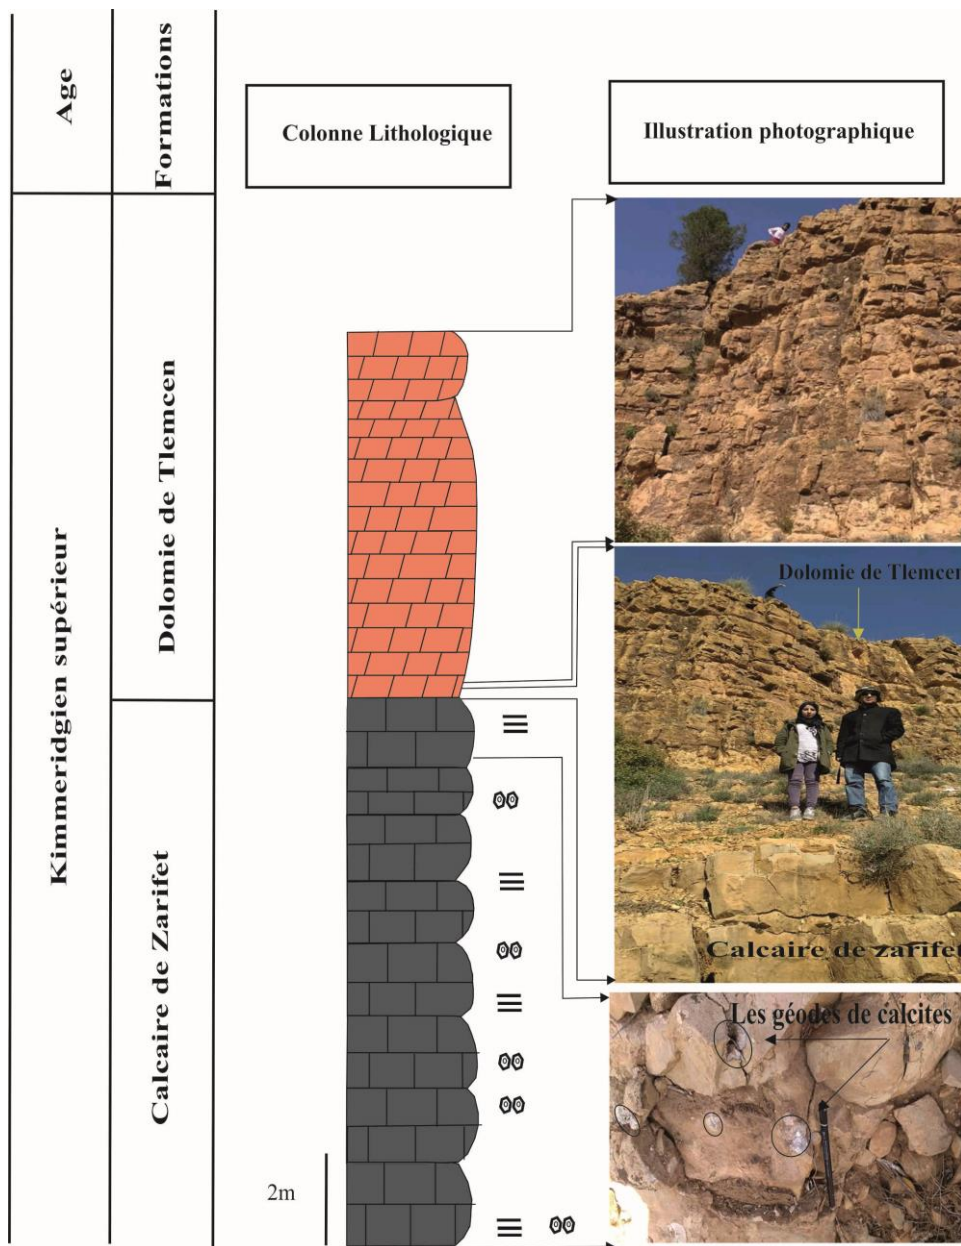 Age
Formations
Colonne Lithologique
Illustration photographique
Kimmeridgien supérieur
Dolomie de Tlemcen
Calcaire de Zarifet
Dolomie de Tlemcen
Calcaire de zarifet
Les géodes de calcites
2m